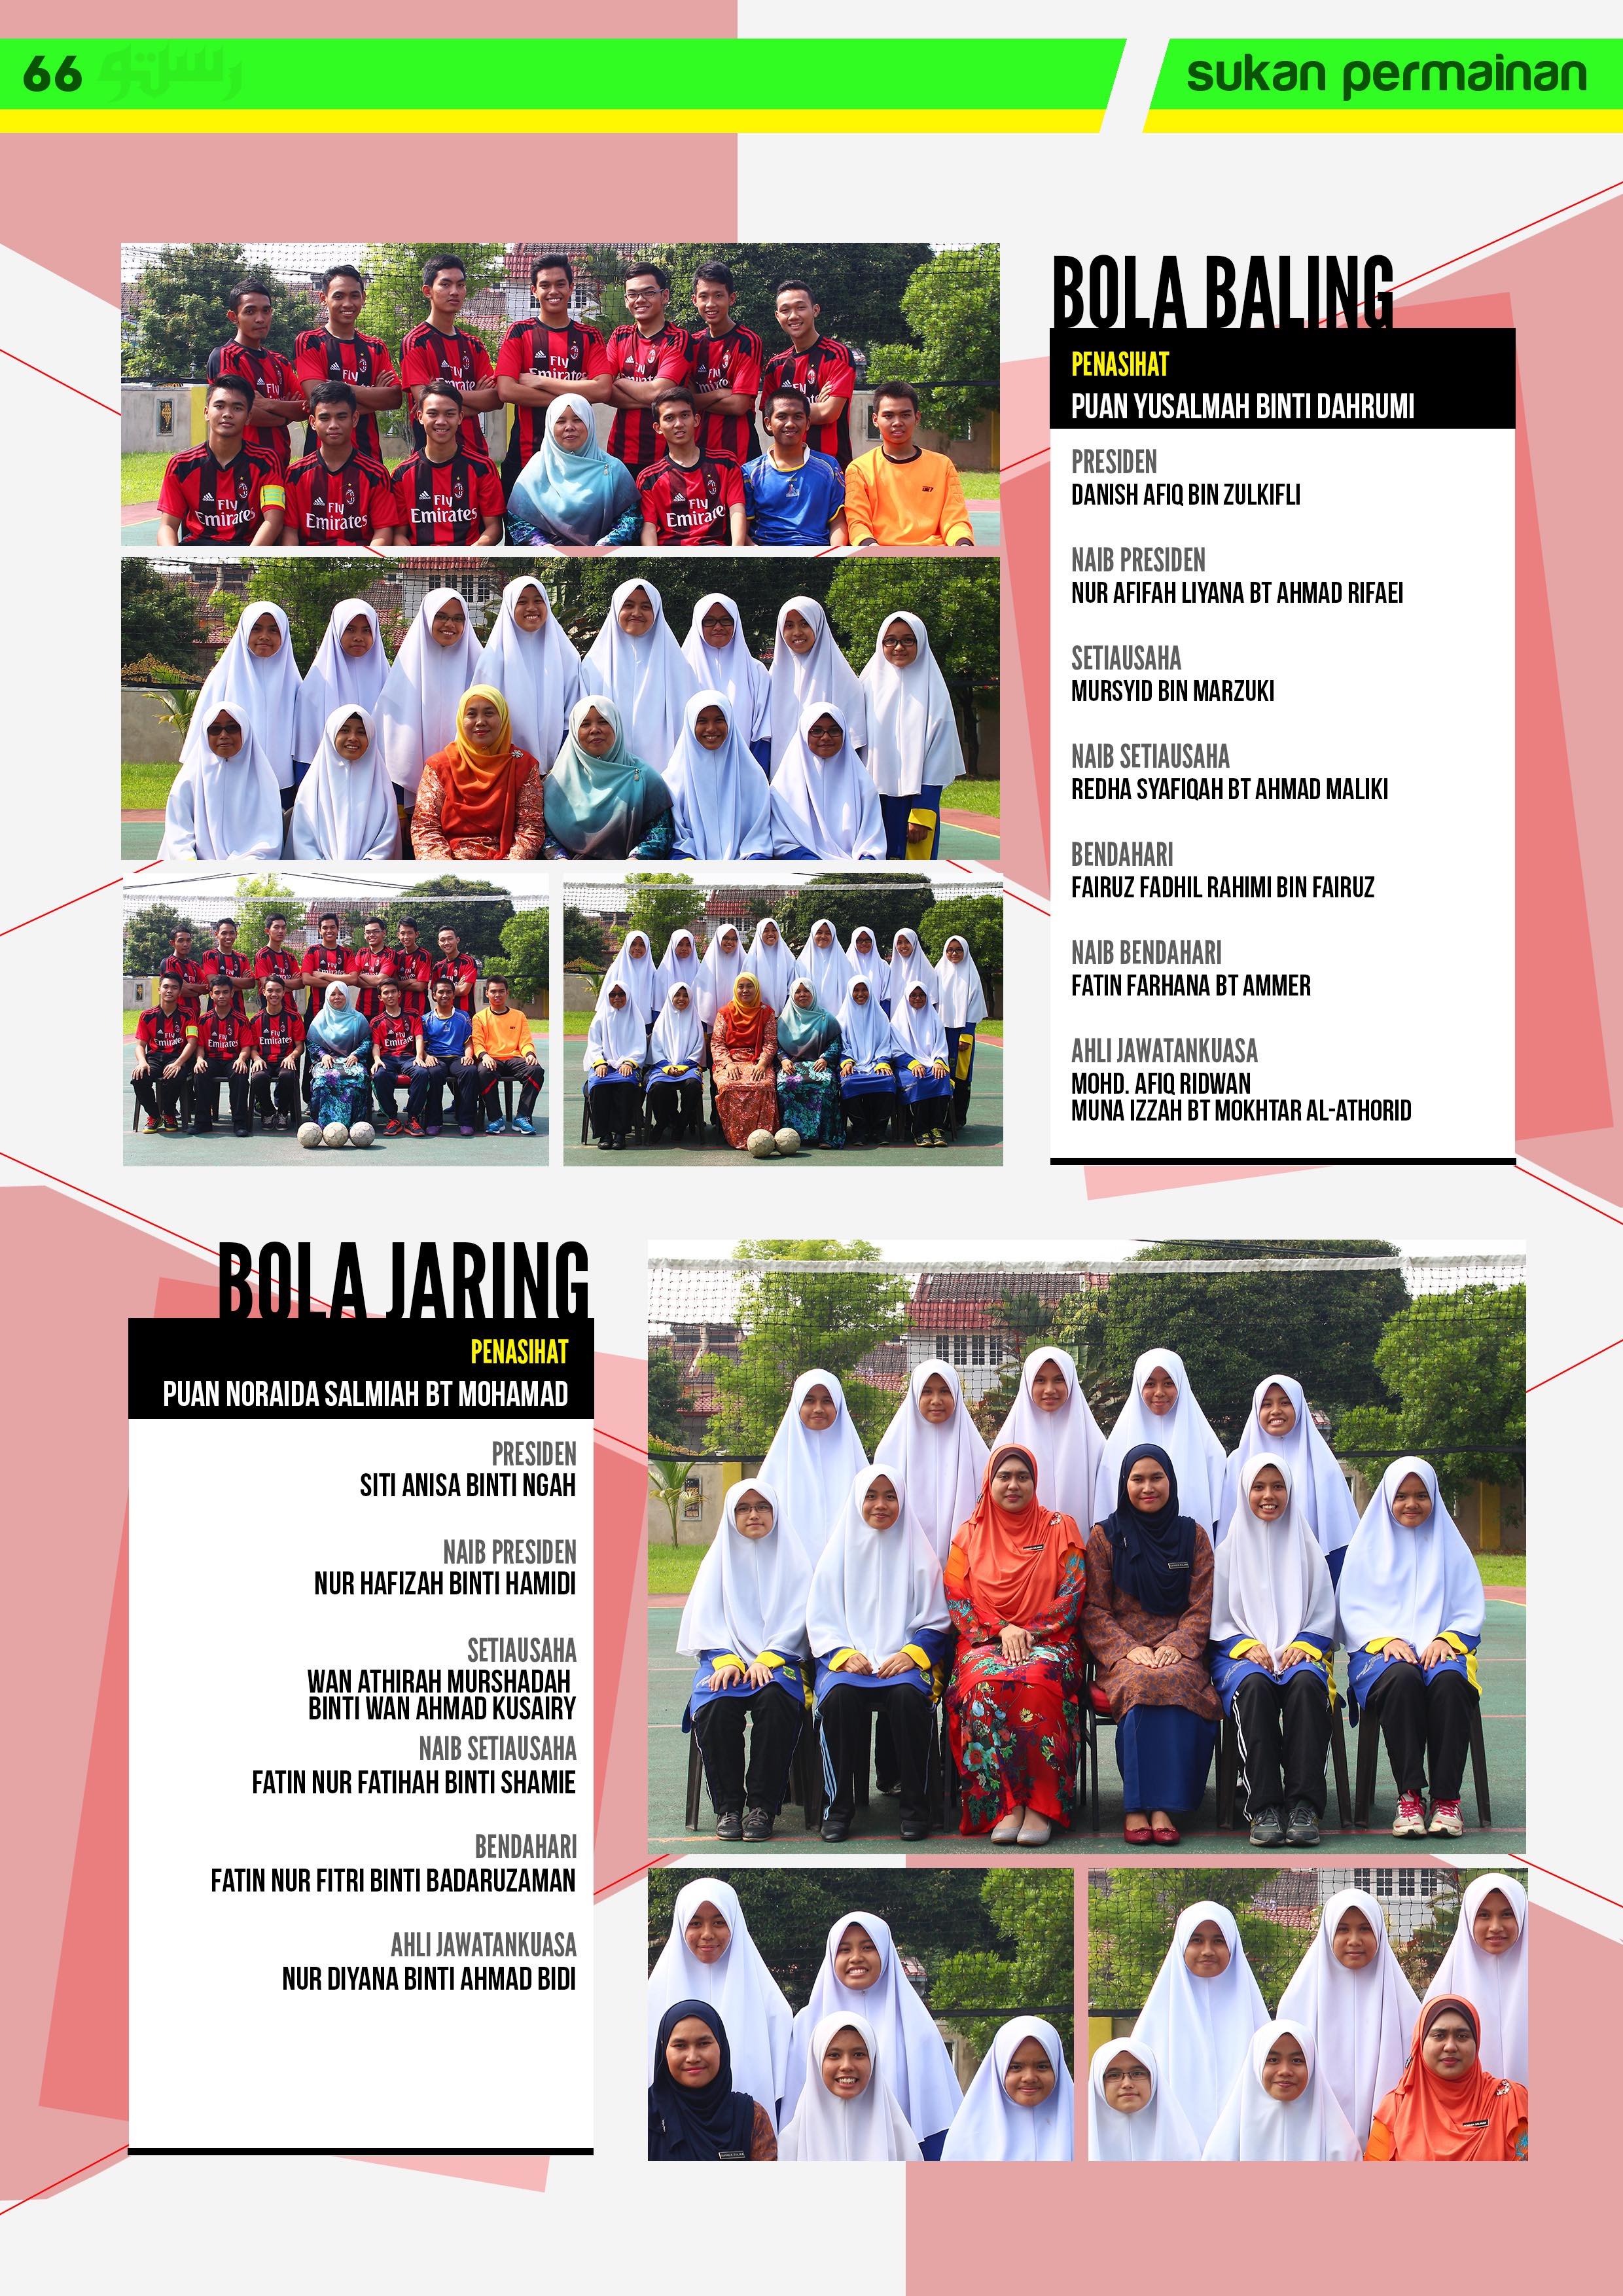 66 رستو
sukan permainan
BOLA BALING
PENASIHAT
PUAN YUSALMAH BINTI DAHRUMI
PRESIDEN
DANISH AFIQ BIN ZULKIFLI
NAIB PRESIDEN
NUR AFIFAH LIYANA BT AHMAD RIFAEI
SETIAUSAHA
MURSYID BIN MARZUKI
NAIB SETIAUSAHA
REDHA SYAFIQAH BT AHMAD MALIKI
BENDAHARI
FAIRUZ FADHIL RAHIMI BIN FAIRUZ
NAIB BENDAHARI
FATIN FARHANA BT AMMER
AHLI JAWATANKUASA
MOHD. AFIQ RIDWAN
MUNA IZZAH BT MOKHTAR AL-ATHORID
Fly
Emirates
BOLA JARING
PENASIHAT
PUAN NORAIDA SALMIAH BT MOHAMAD
PRESIDEN
SITI ANISA BINTI NGAH
NAIB PRESIDEN
NUR HAFIZAH BINTI HAMIDI
SETIAUSAHA
WAN ATHIRAH MURSHADAH
BINTI WAN AHMAD KUSAIRY
NAIB SETIAUSAHA
FATIN NUR FATIHAH BINTI SHAMIE
BENDAHARI
FATIN NUR FITRI BINTI BADARUZAMAN
AHLI JAWATANKUASA
NUR DIYANA BINTI AHMAD BIDI